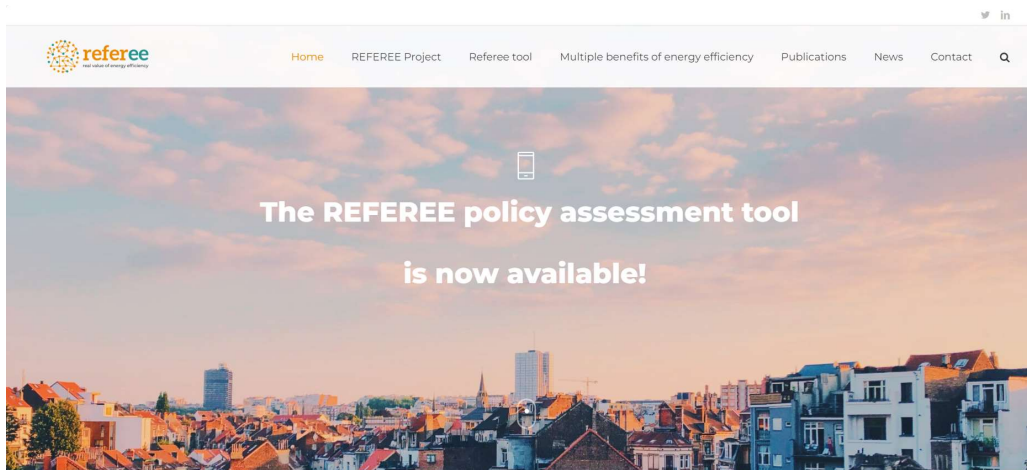 referee
real value of energy efficiency
Home REFEREE Project Referee tool Multiple benefits of energy efficiency Publications News Contact
The REFEREE policy assessment tool
is now available!